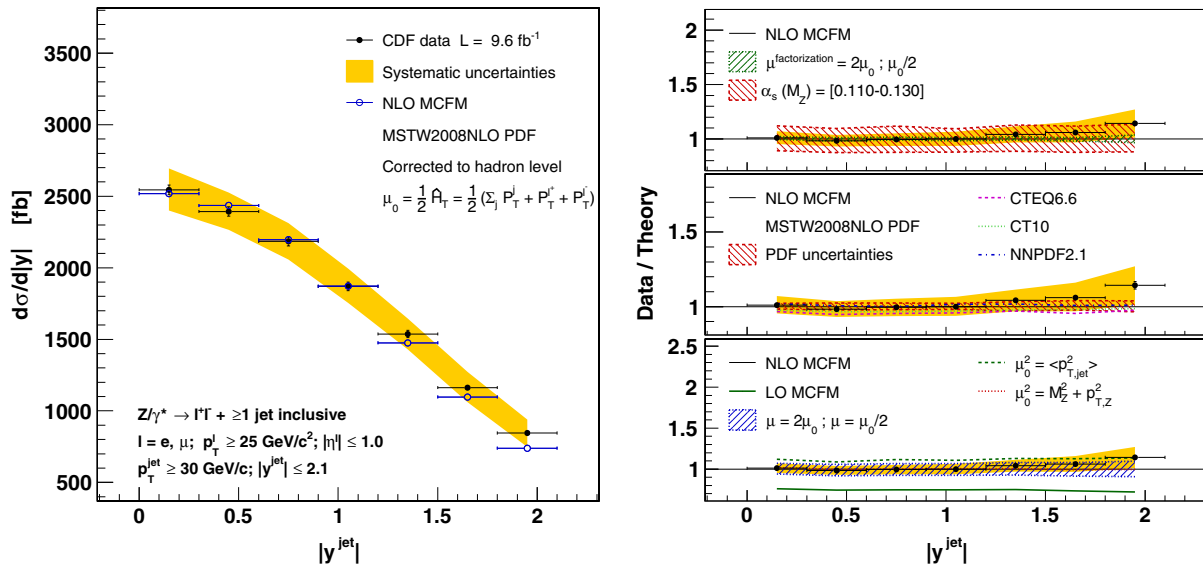 3500
3000
2500
2000
1500
1000
500
0
0.5
1
1.5
2
dσ/d|y| [fb]
|y^jet|
CDF data L = 9.6 fb⁻¹
Systematic uncertainties
NLO MCFM
MSTW2008NLO PDF
Corrected to hadron level
μ₀ = 1/2 Ĥ_T = 1/2 (Σ_j P_T^j + P_T^l⁺ + P_T^l⁻)
Z/γ* → l⁺l⁻ + ≥1 jet inclusive
l = e, μ; p_T^l ≥ 25 GeV/c²; |η^l| ≤ 1.0
p_T^jet ≥ 30 GeV/c; |y^jet| ≤ 2.1
Data / Theory
2
1.5
1
NLO MCFM
μ^factorization = 2μ₀ ; μ₀/2
α_s (M_Z) = [0.110-0.130]
1.5
1
NLO MCFM
MSTW2008NLO PDF
PDF uncertainties
CTEQ6.6
CT10
NNPDF2.1
2.5
2
1.5
1
NLO MCFM
LO MCFM
μ = 2μ₀ ; μ = μ₀/2
μ₀² = <p²_T,jet>
μ₀² = M_Z² + p²_T,Z
0
0.5
1
1.5
2
|y^jet|